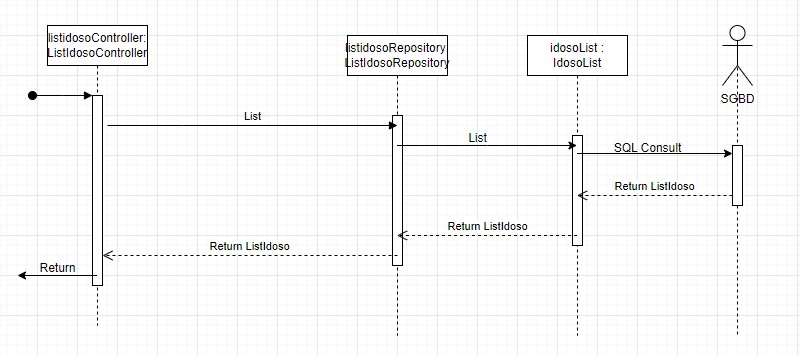 listidosoController:
ListIdosoController
listidosoRepository
ListIdosoRepository
idosoList :
IdosoList
SGBD
List
List
SQL Consult
Return ListIdoso
Return ListIdoso
Return ListIdoso
Return